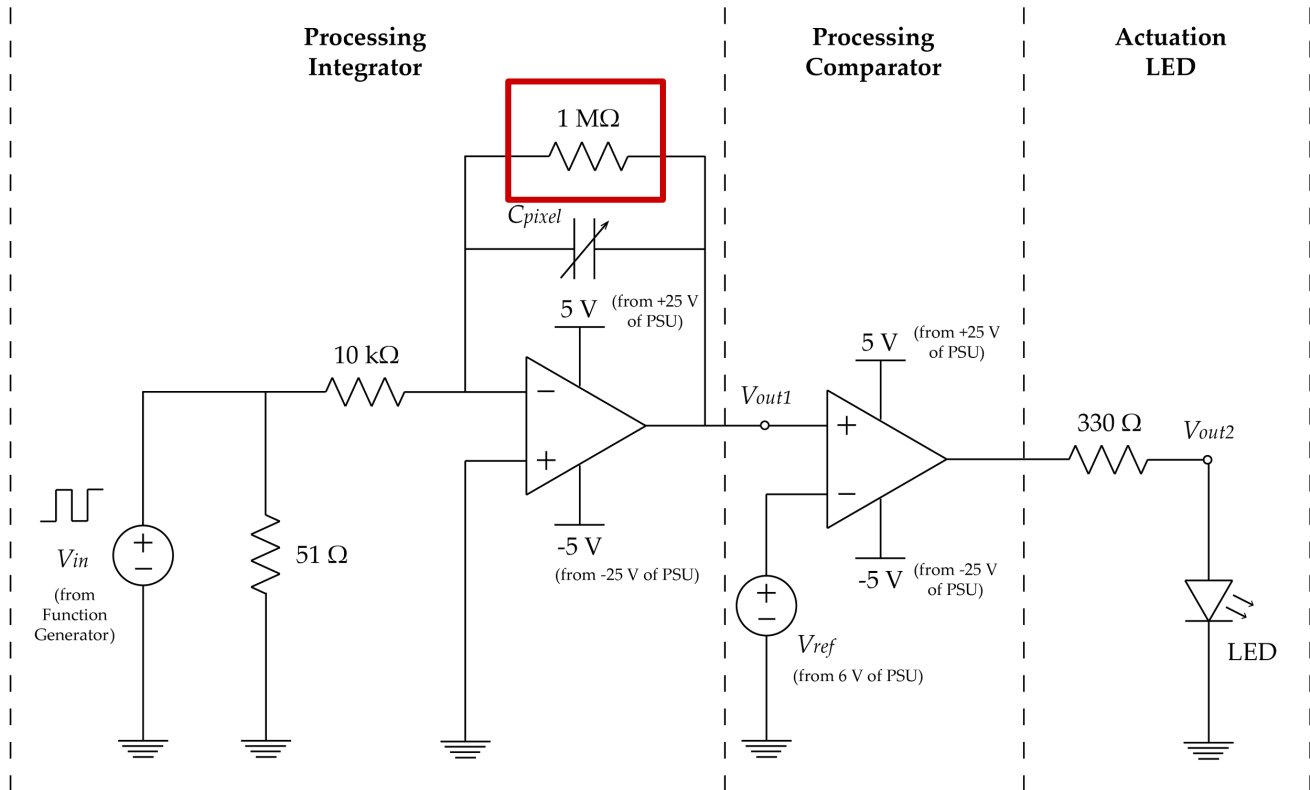 Processing
Integrator
Processing
Comparator
Actuation
LED
1 MΩ
Cpixel
5 V
(from +25 V
of PSU)
10 kΩ
−
+
-5 V
(from -25 V of PSU)
Vin
+
−
(from
Function
Generator)
51 Ω
Vout1
5 V
(from +25 V
of PSU)
+
−
-5 V
(from -25 V
of PSU)
+
−
Vref
(from 6 V of PSU)
330 Ω
Vout2
LED